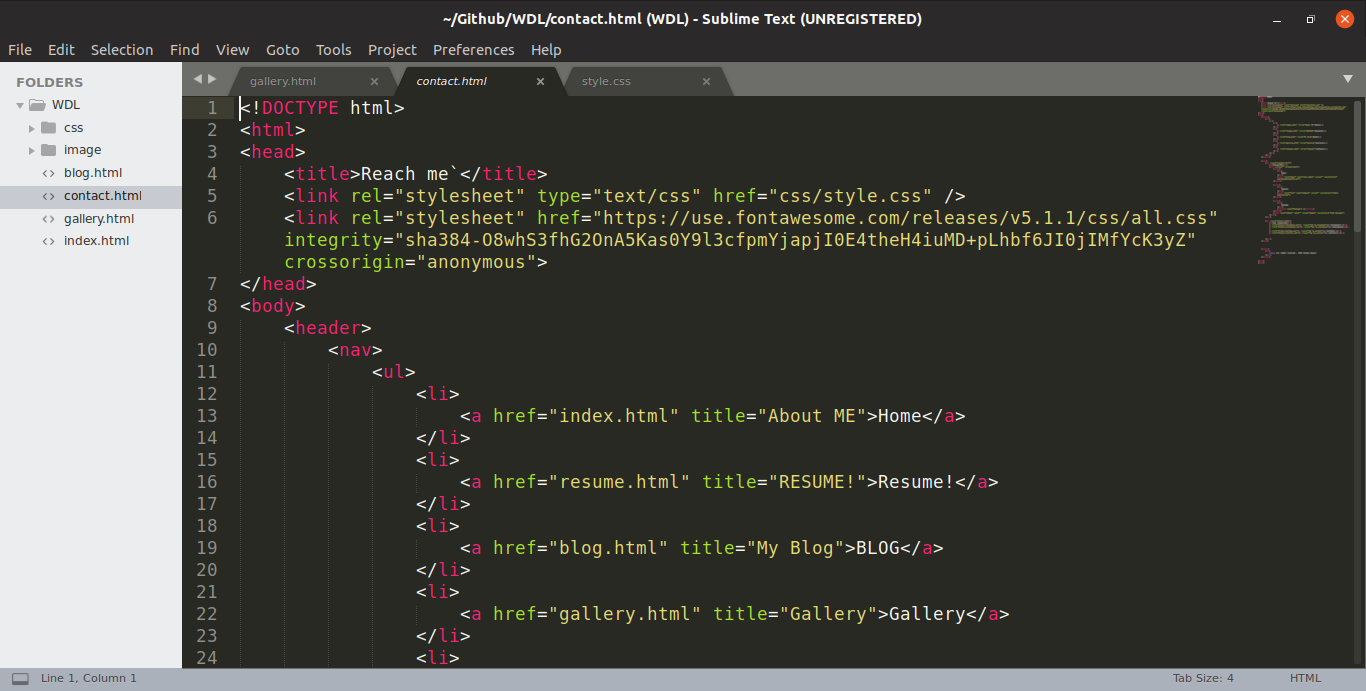 ~/Github/WDL/contact.html (WDL) - Sublime Text (UNREGISTERED)
File Edit Selection Find View Goto Tools Project Preferences Help
FOLDERS
WDL
css
image
blog.html
contact.html
gallery.html
index.html
gallery.html contact.html style.css
1 <!DOCTYPE html>
2 <html>
3 <head>
4 <title>Reach me`</title>
5 <link rel="stylesheet" type="text/css" href="css/style.css" />
6 <link rel="stylesheet" href="https://use.fontawesome.com/releases/v5.1.1/css/all.css"
integrity="sha384-O8whS3fhG2OnA5Kas0Y9l3cfpmYjapjI0E4theH4iuMD+pLhbf6JI0jIMfYcK3yZ"
crossorigin="anonymous">
7 </head>
8 <body>
9 <header>
10 <nav>
11 <ul>
12 <li>
13 <a href="index.html" title="About ME">Home</a>
14 </li>
15 <li>
16 <a href="resume.html" title="RESUME!">Resume!</a>
17 </li>
18 <li>
19 <a href="blog.html" title="My Blog">BLOG</a>
20 </li>
21 <li>
22 <a href="gallery.html" title="Gallery">Gallery</a>
23 </li>
24 <li>
Line 1, Column 1 Tab Size: 4 HTML